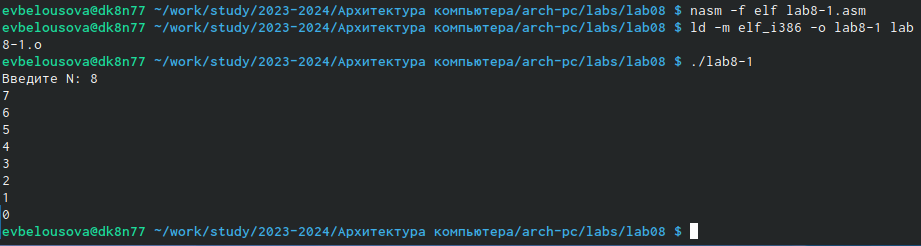 evbelousova@dk8n77 ~/work/study/2023-2024/Архитектура компьютера/arch-pc/labs/lab08 $ nasm -f elf lab8-1.asm
evbelousova@dk8n77 ~/work/study/2023-2024/Архитектура компьютера/arch-pc/labs/lab08 $ ld -m elf_i386 -o lab8-1 lab
8-1.o
evbelousova@dk8n77 ~/work/study/2023-2024/Архитектура компьютера/arch-pc/labs/lab08 $ ./lab8-1
Введите N: 8
7
6
5
4
3
2
1
0
evbelousova@dk8n77 ~/work/study/2023-2024/Архитектура компьютера/arch-pc/labs/lab08 $